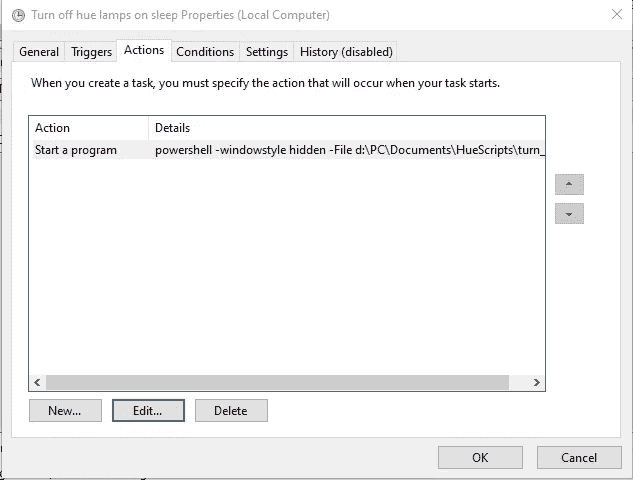 Turn off hue lamps on sleep Properties (Local Computer)
General Triggers Actions Conditions Settings History (disabled)
When you create a task, you must specify the action that will occur when your task starts.
Action Details
Start a program powershell -windowstyle hidden -File d:\PC\Documents\HueScripts\turn_
New... Edit... Delete
OK Cancel